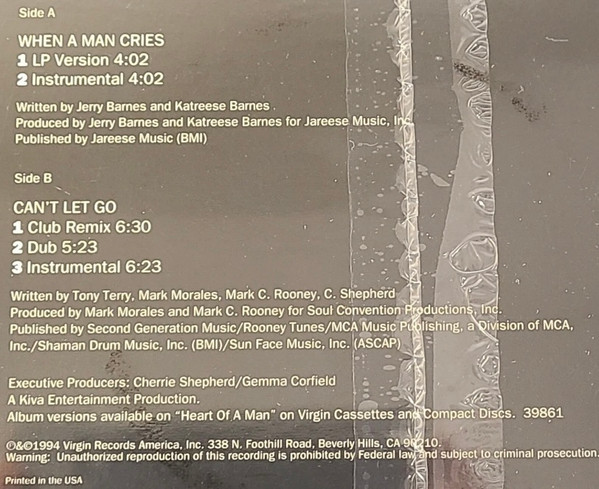 Side A
WHEN A MAN CRIES
1 LP Version 4:02
2 Instrumental 4:02
Written by Jerry Barnes and Katreese Barnes
Produced by Jerry Barnes and Katreese Barnes for Jareese Music, Inc.
Published by Jareese Music (BMI)
Side B
CAN'T LET GO
1 Club Remix 6:30
2 Dub 5:23
3 Instrumental 6:23
Written by Tony Terry, Mark Morales, Mark C. Rooney, C. Shepherd
Produced by Mark Morales and Mark C. Rooney for Soul Convention Productions, Inc.
Published by Second Generation Music/Rooney Tunes/MCA Music Publishing, a Division of MCA,
Inc./Shaman Drum Music, Inc. (BMI)/Sun Face Music, Inc. (ASCAP)
Executive Producers: Cherrie Shepherd/Gemma Corfield
A Kiva Entertainment Production.
Album versions available on "Heart Of A Man" on Virgin Cassettes and Compact Discs. 39861
℗&©1994 Virgin Records America, Inc. 338 N. Foothill Road, Beverly Hills, CA 90210.
Warning: Unauthorized reproduction of this recording is prohibited by Federal law and subject to criminal prosecution.
Printed in the USA